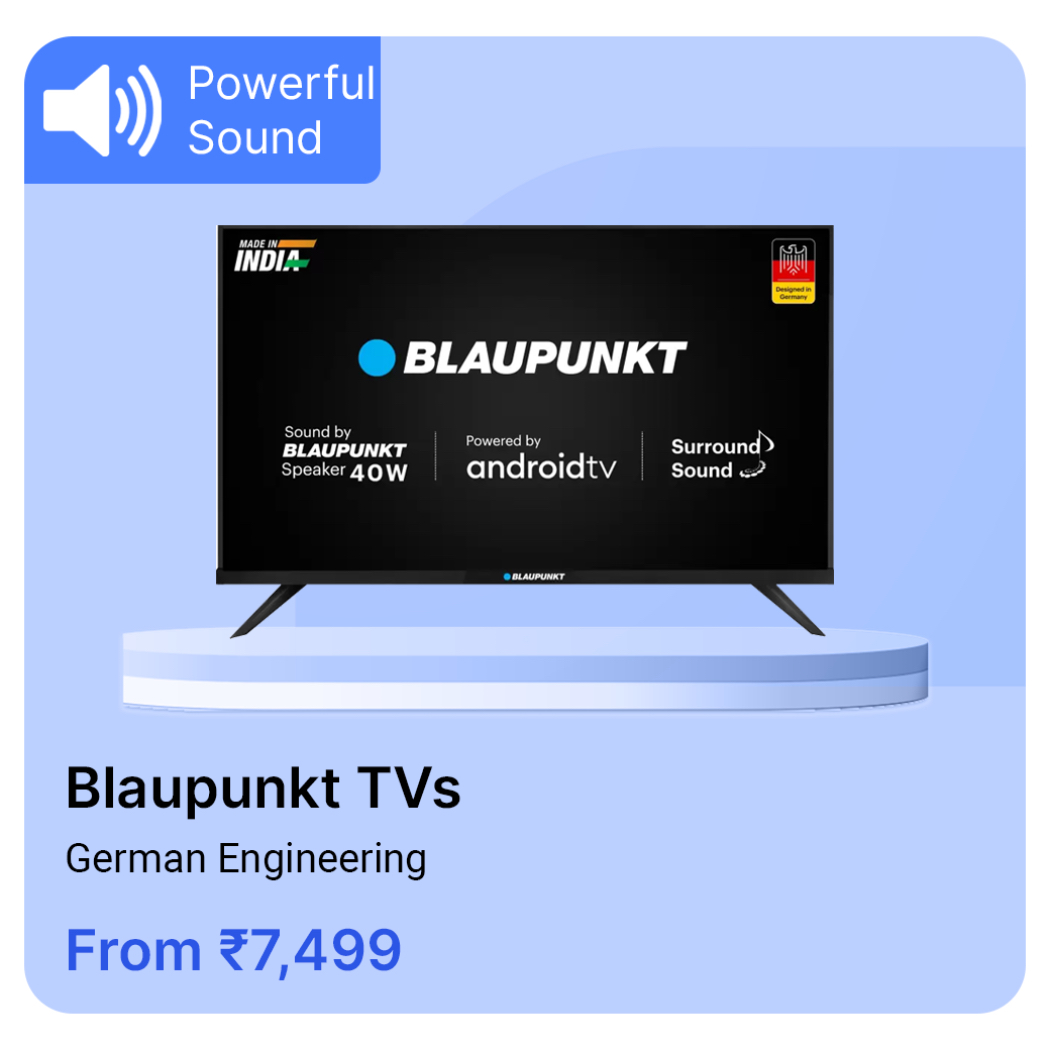 Powerful
Sound
MADE IN
INDIA
Designed in
Germany
BLAUPUNKT
Sound by
BLAUPUNKT
Speaker 40W
Powered by
androidtv
Surround
Sound
BLAUPUNKT
Blaupunkt TVs
German Engineering
From ₹7,499